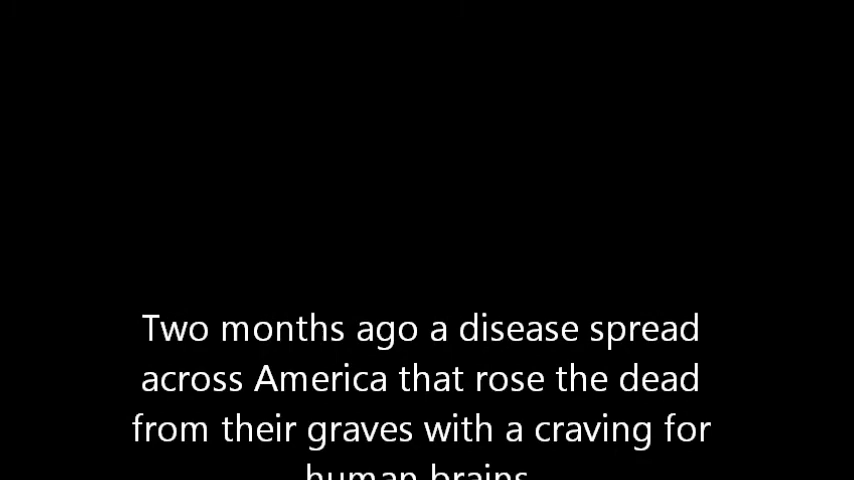 Two months ago a disease spread
across America that rose the dead
from their graves with a craving for
human brains